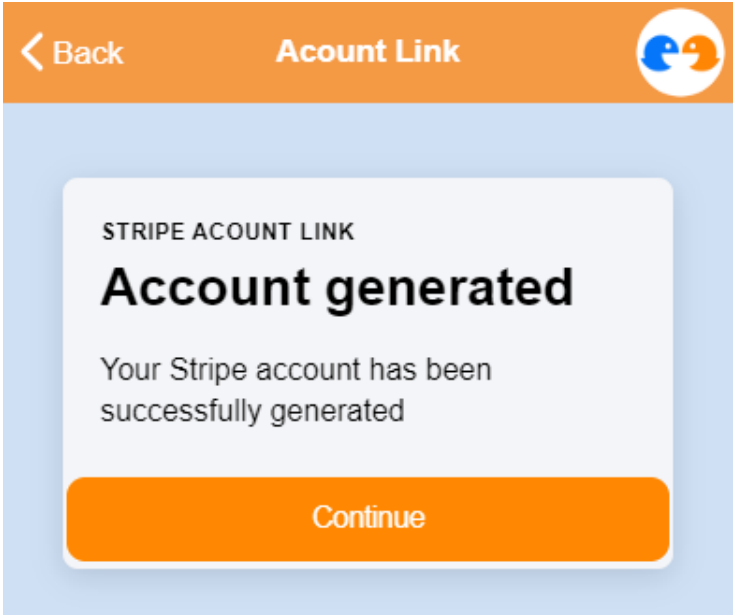 Back
Acount Link
STRIPE ACOUNT LINK
Account generated
Your Stripe account has been
successfully generated
Continue